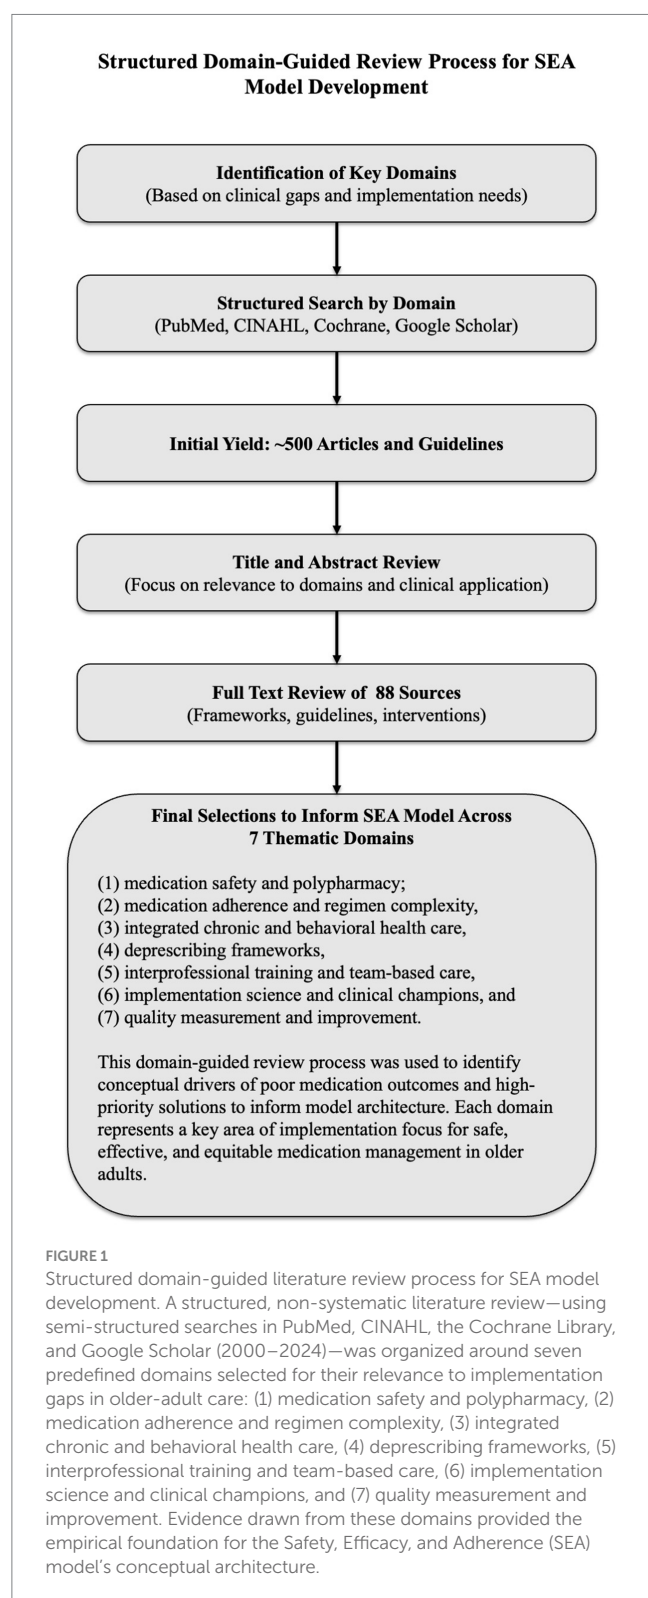 Structured Domain-Guided Review Process for SEA
Model Development
Identification of Key Domains
(Based on clinical gaps and implementation needs)
Structured Search by Domain
(PubMed, CINAHL, Cochrane, Google Scholar)
Initial Yield: ~500 Articles and Guidelines
Title and Abstract Review
(Focus on relevance to domains and clinical application)
Full Text Review of 88 Sources
(Frameworks, guidelines, interventions)
Final Selections to Inform SEA Model Across
7 Thematic Domains
(1) medication safety and polypharmacy;
(2) medication adherence and regimen complexity,
(3) integrated chronic and behavioral health care,
(4) deprescribing frameworks,
(5) interprofessional training and team-based care,
(6) implementation science and clinical champions, and
(7) quality measurement and improvement.
This domain-guided review process was used to identify
conceptual drivers of poor medication outcomes and high-
priority solutions to inform model architecture. Each domain
represents a key area of implementation focus for safe,
effective, and equitable medication management in older
adults.
FIGURE 1
Structured domain-guided literature review process for SEA model
development. A structured, non-systematic literature review—using
semi-structured searches in PubMed, CINAHL, the Cochrane Library,
and Google Scholar (2000–2024)—was organized around seven
predefined domains selected for their relevance to implementation
gaps in older-adult care: (1) medication safety and polypharmacy, (2)
medication adherence and regimen complexity, (3) integrated
chronic and behavioral health care, (4) deprescribing frameworks, (5)
interprofessional training and team-based care, (6) implementation
science and clinical champions, and (7) quality measurement and
improvement. Evidence drawn from these domains provided the
empirical foundation for the Safety, Efficacy, and Adherence (SEA)
model’s conceptual architecture.